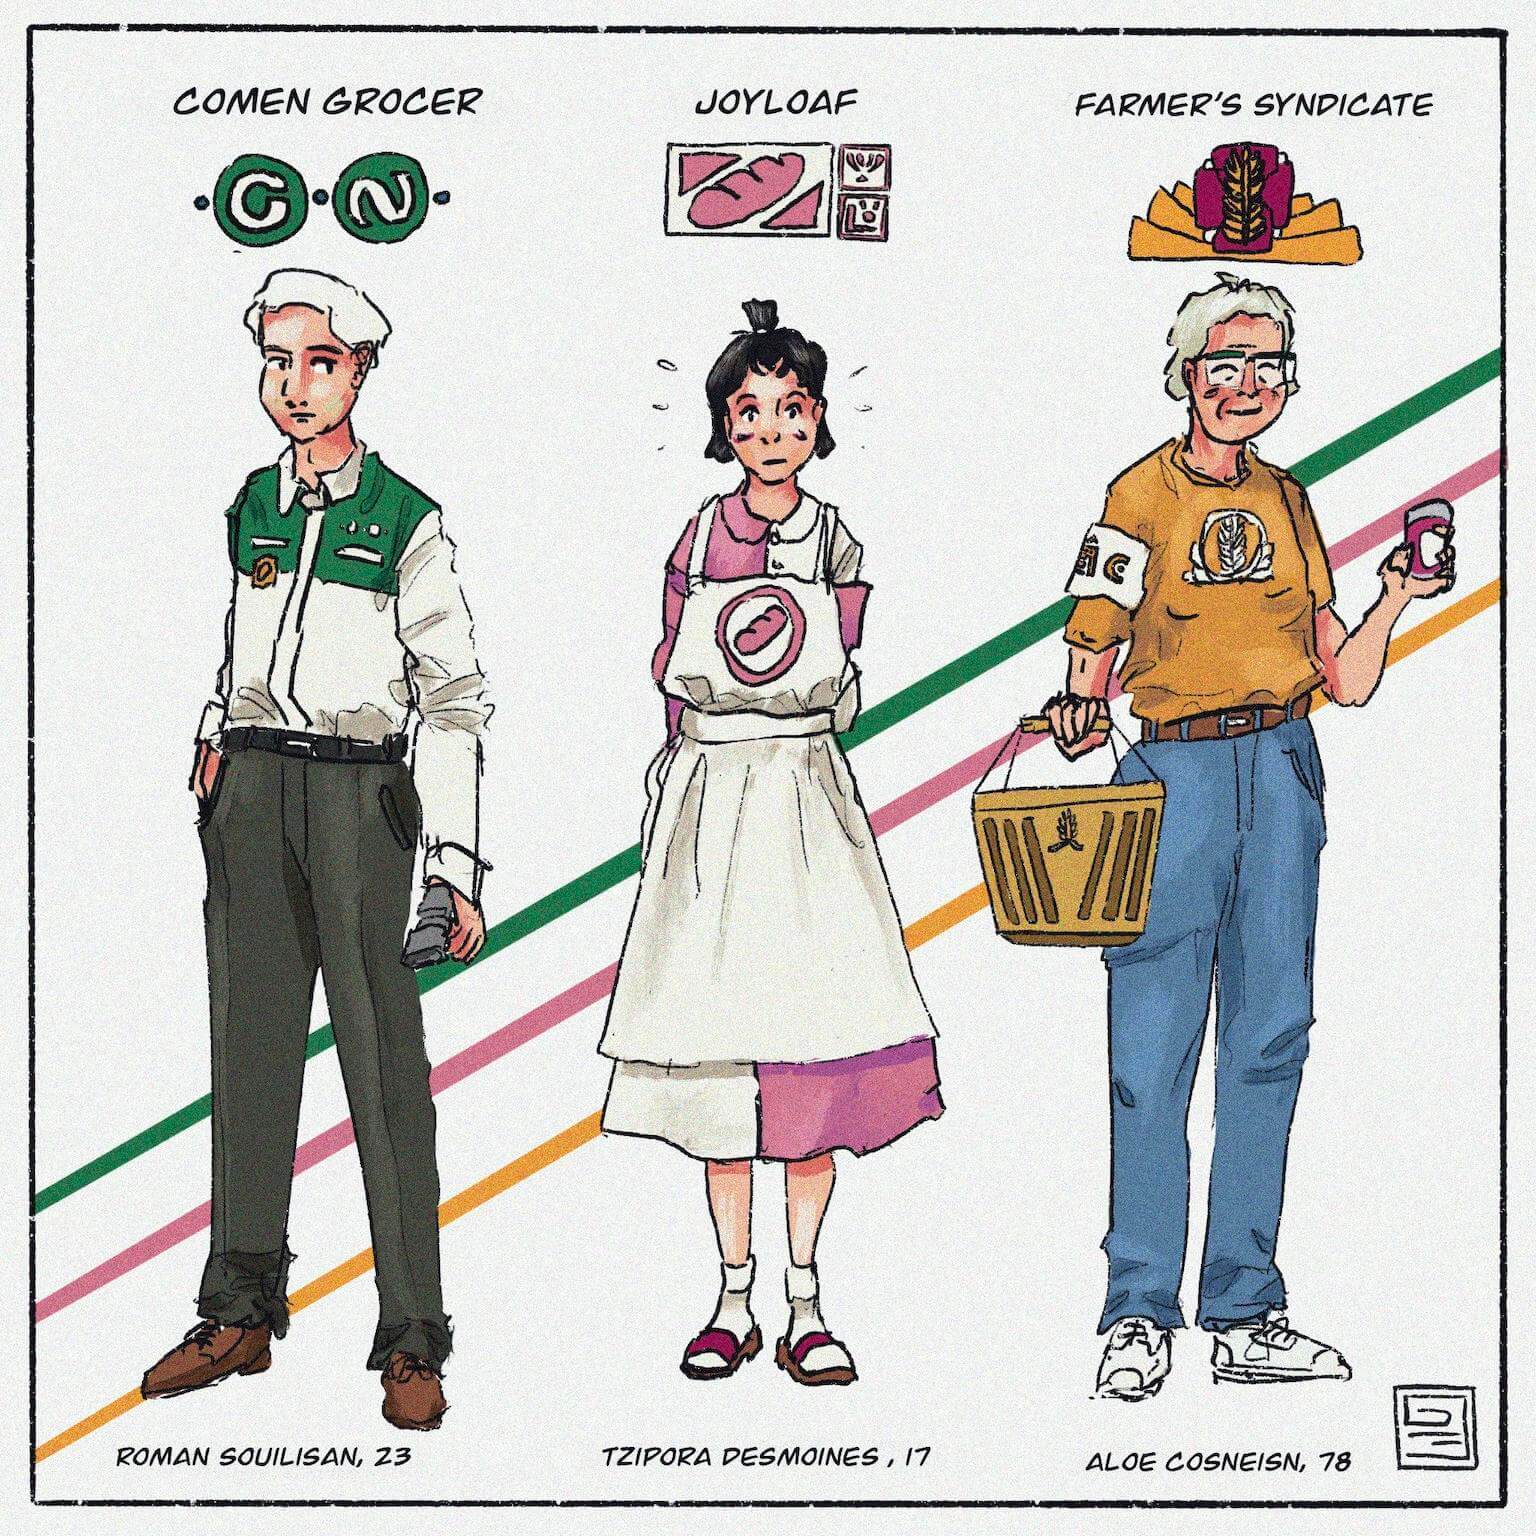 COMEN GROCER
JOYLOAF
FARMER'S SYNDICATE
C N
ROMAN SOUILISAN, 23
TZIPORA DESMOINES, 17
ALOE COSNEISN, 78